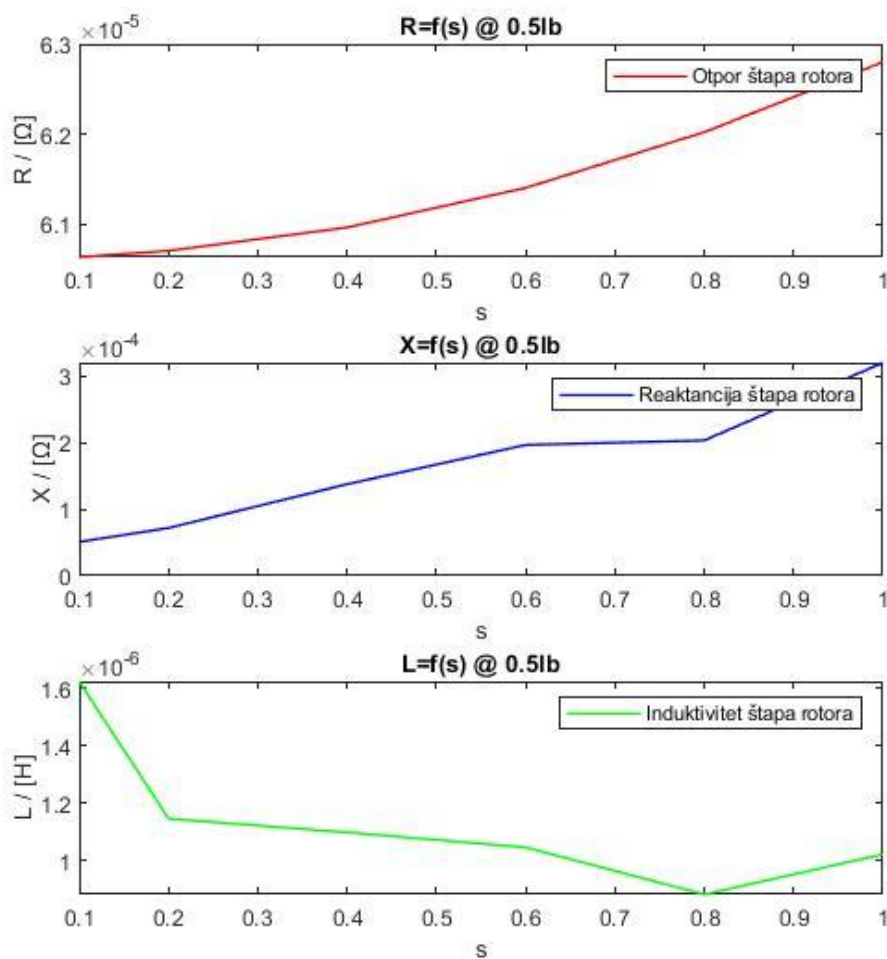 R=f(s) @ 0.5Ib
×10⁻⁵
6.3
6.2
6.1
R / [Ω]
Otpor štapa rotora
0.1 0.2 0.3 0.4 0.5 0.6 0.7 0.8 0.9 1
s
X=f(s) @ 0.5Ib
×10⁻⁴
3
2
1
0
X / [Ω]
Reaktancija štapa rotora
0.1 0.2 0.3 0.4 0.5 0.6 0.7 0.8 0.9 1
s
L=f(s) @ 0.5Ib
×10⁻⁶
1.6
1.4
1.2
1
L / [H]
Induktivitet štapa rotora
0.1 0.2 0.3 0.4 0.5 0.6 0.7 0.8 0.9 1
s